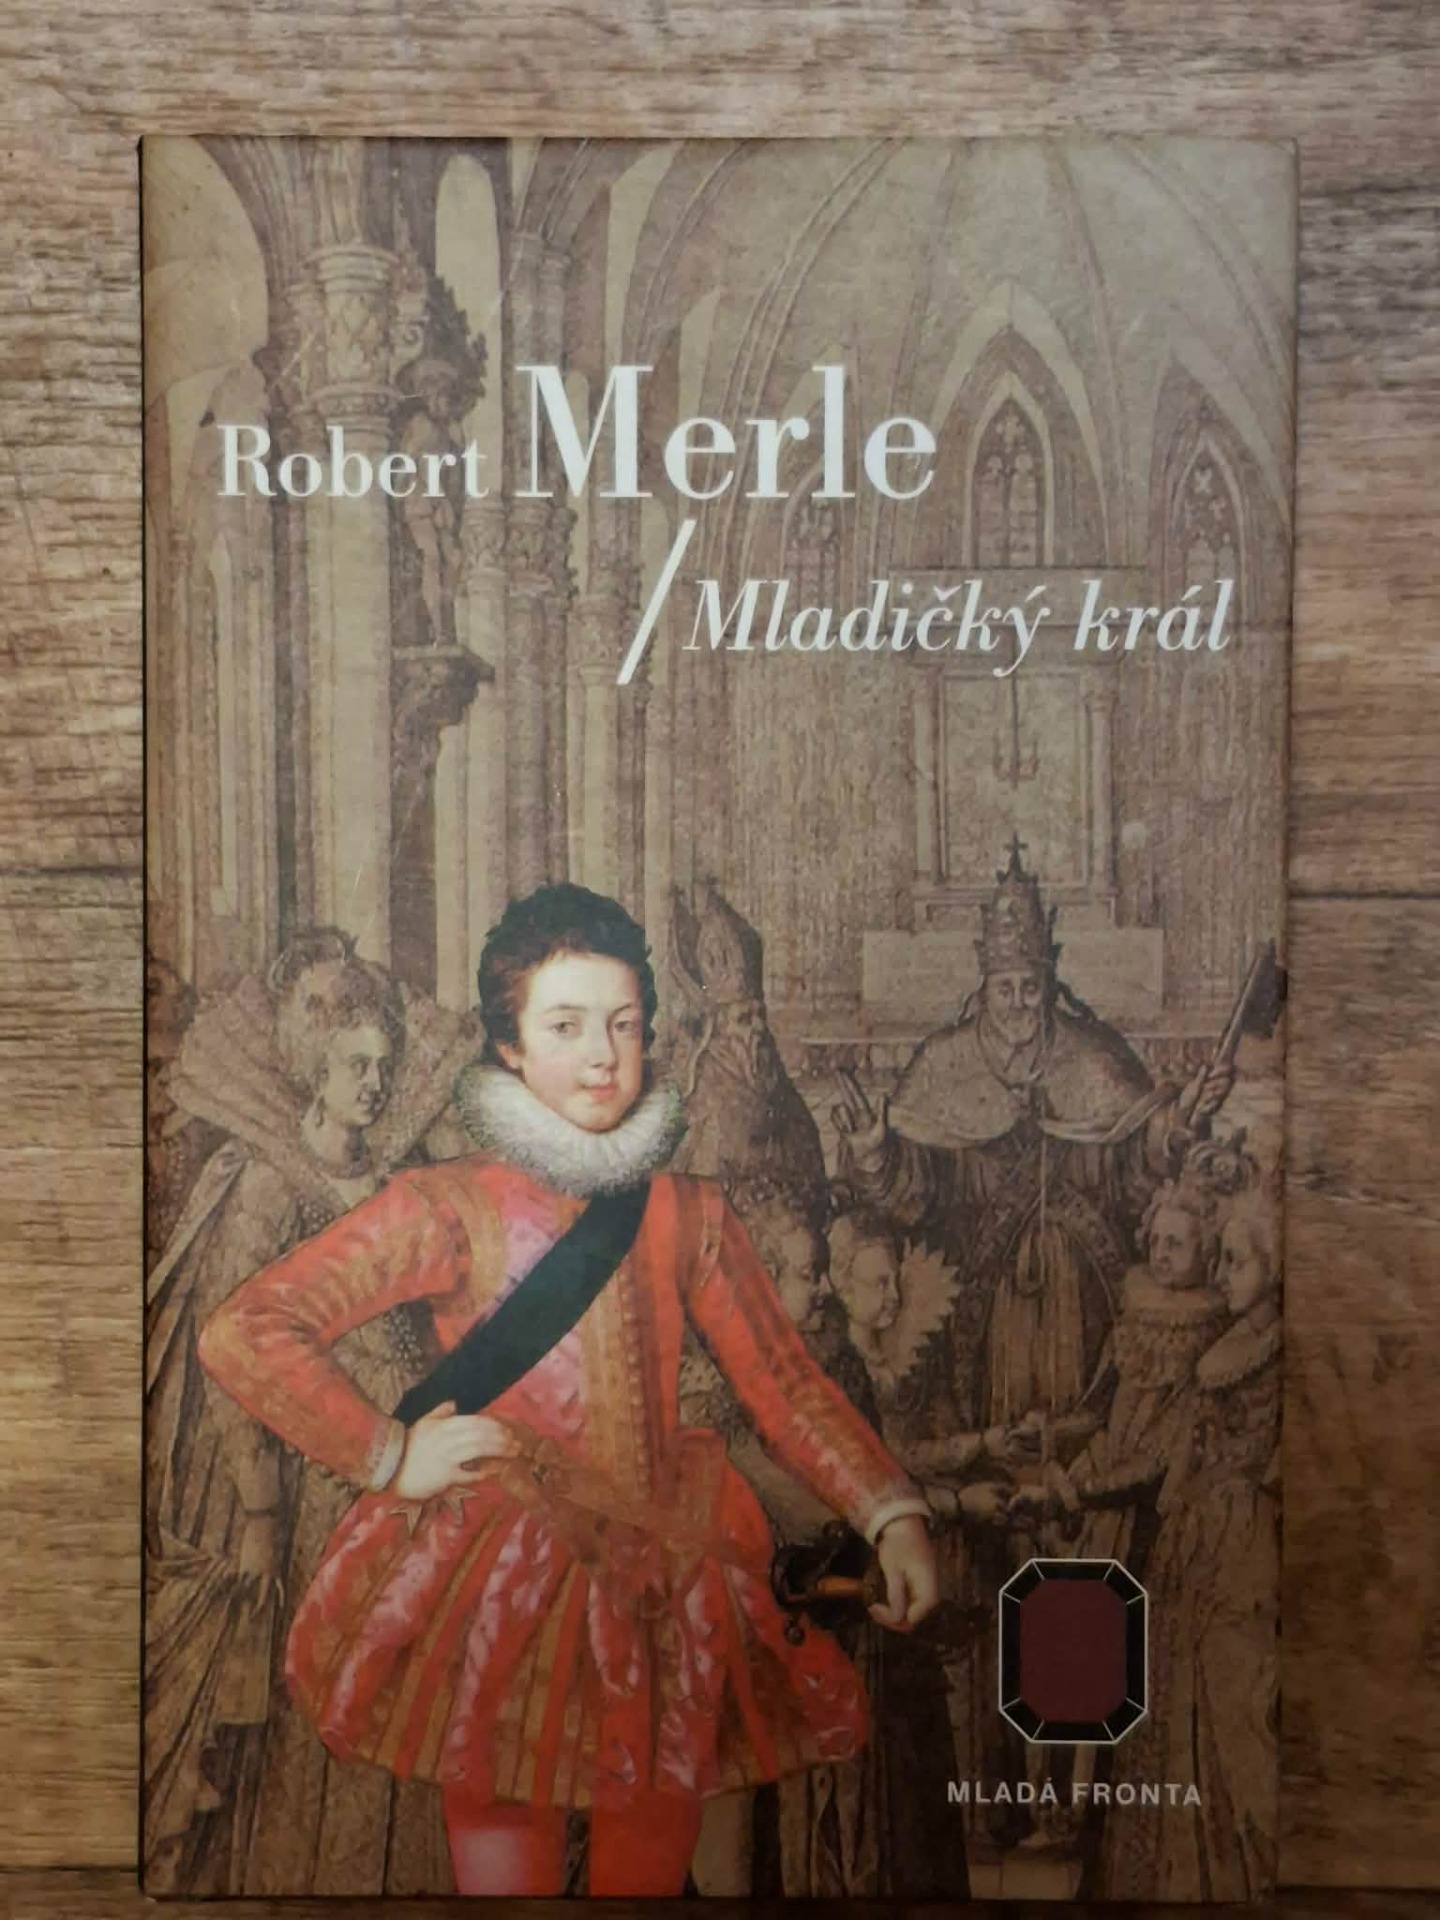 Robert Merle
/ Mladičký král
MLADÁ FRONTA